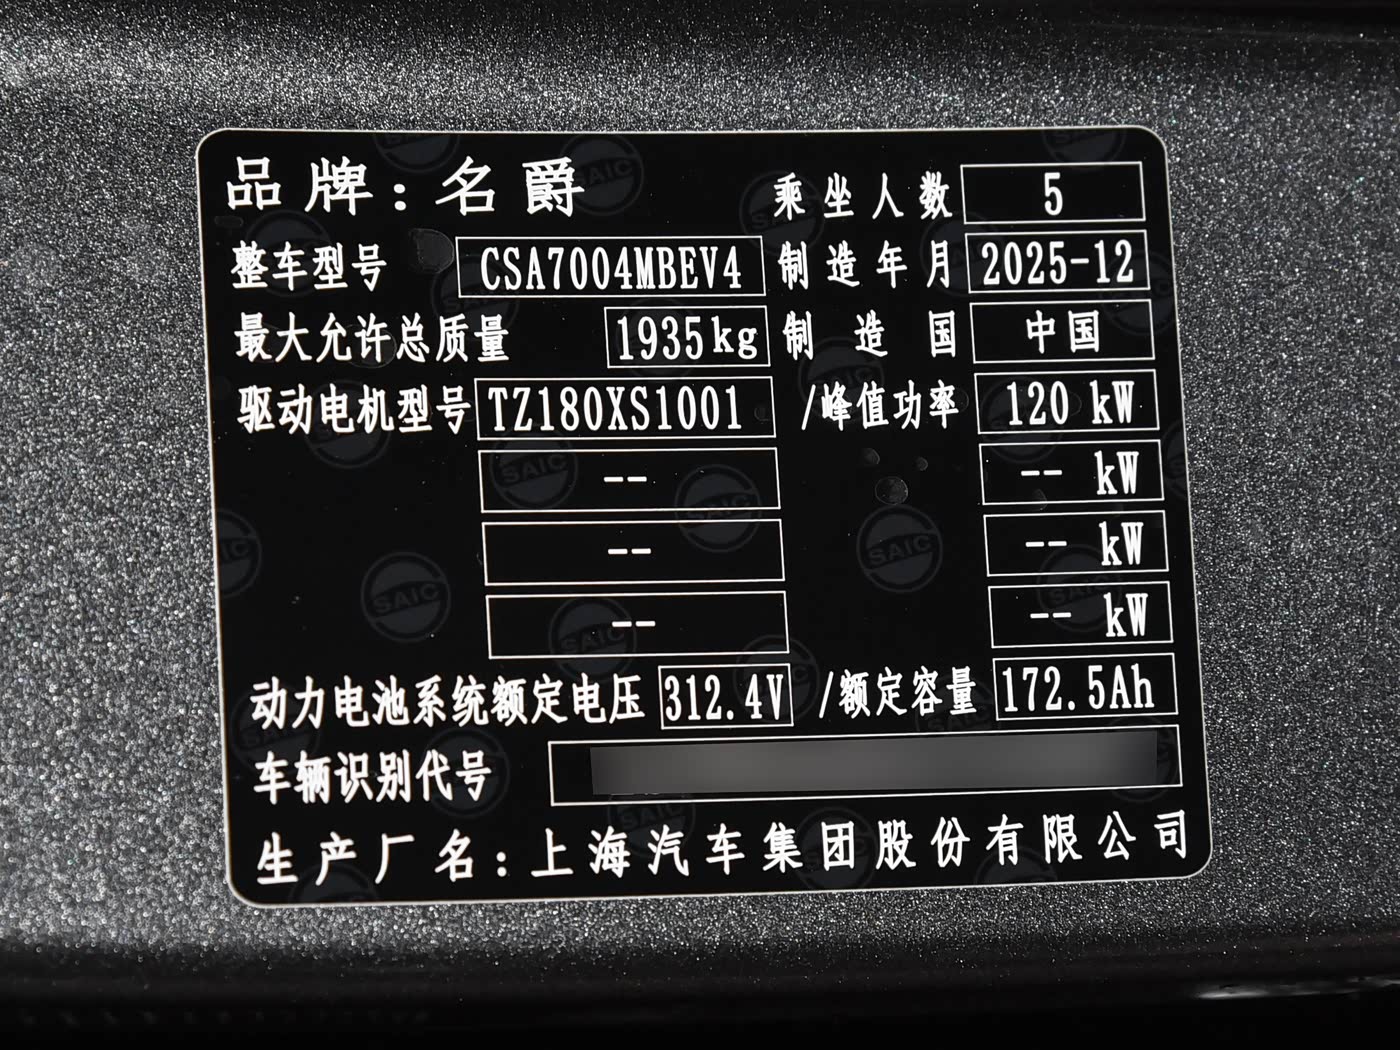 品牌：名爵 乘坐人数 5
整车型号 CSA7004MBEV4 制造年月 2025-12
最大允许总质量 1935kg 制造国 中国
驱动电机型号 TZ180XS1001 /峰值功率 120 kW
-- -- kW
-- -- kW
-- -- kW
动力电池系统额定电压 312.4V /额定容量 172.5Ah
车辆识别代号
生产厂名：上海汽车集团股份有限公司